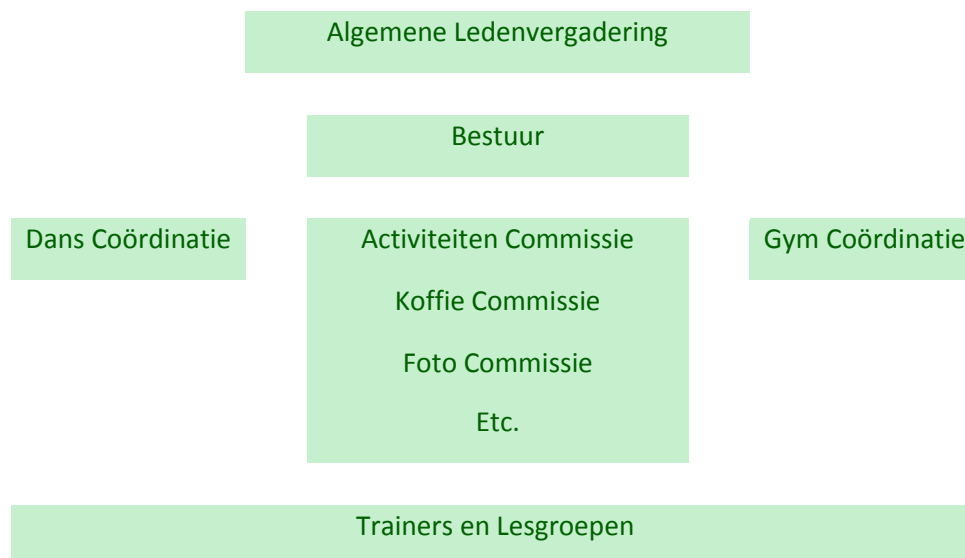 Algemene Ledenvergadering
Bestuur
Dans Coördinatie
Activiteiten Commissie
Gym Coördinatie
Koffie Commissie
Foto Commissie
Etc.
Trainers en Lesgroepen